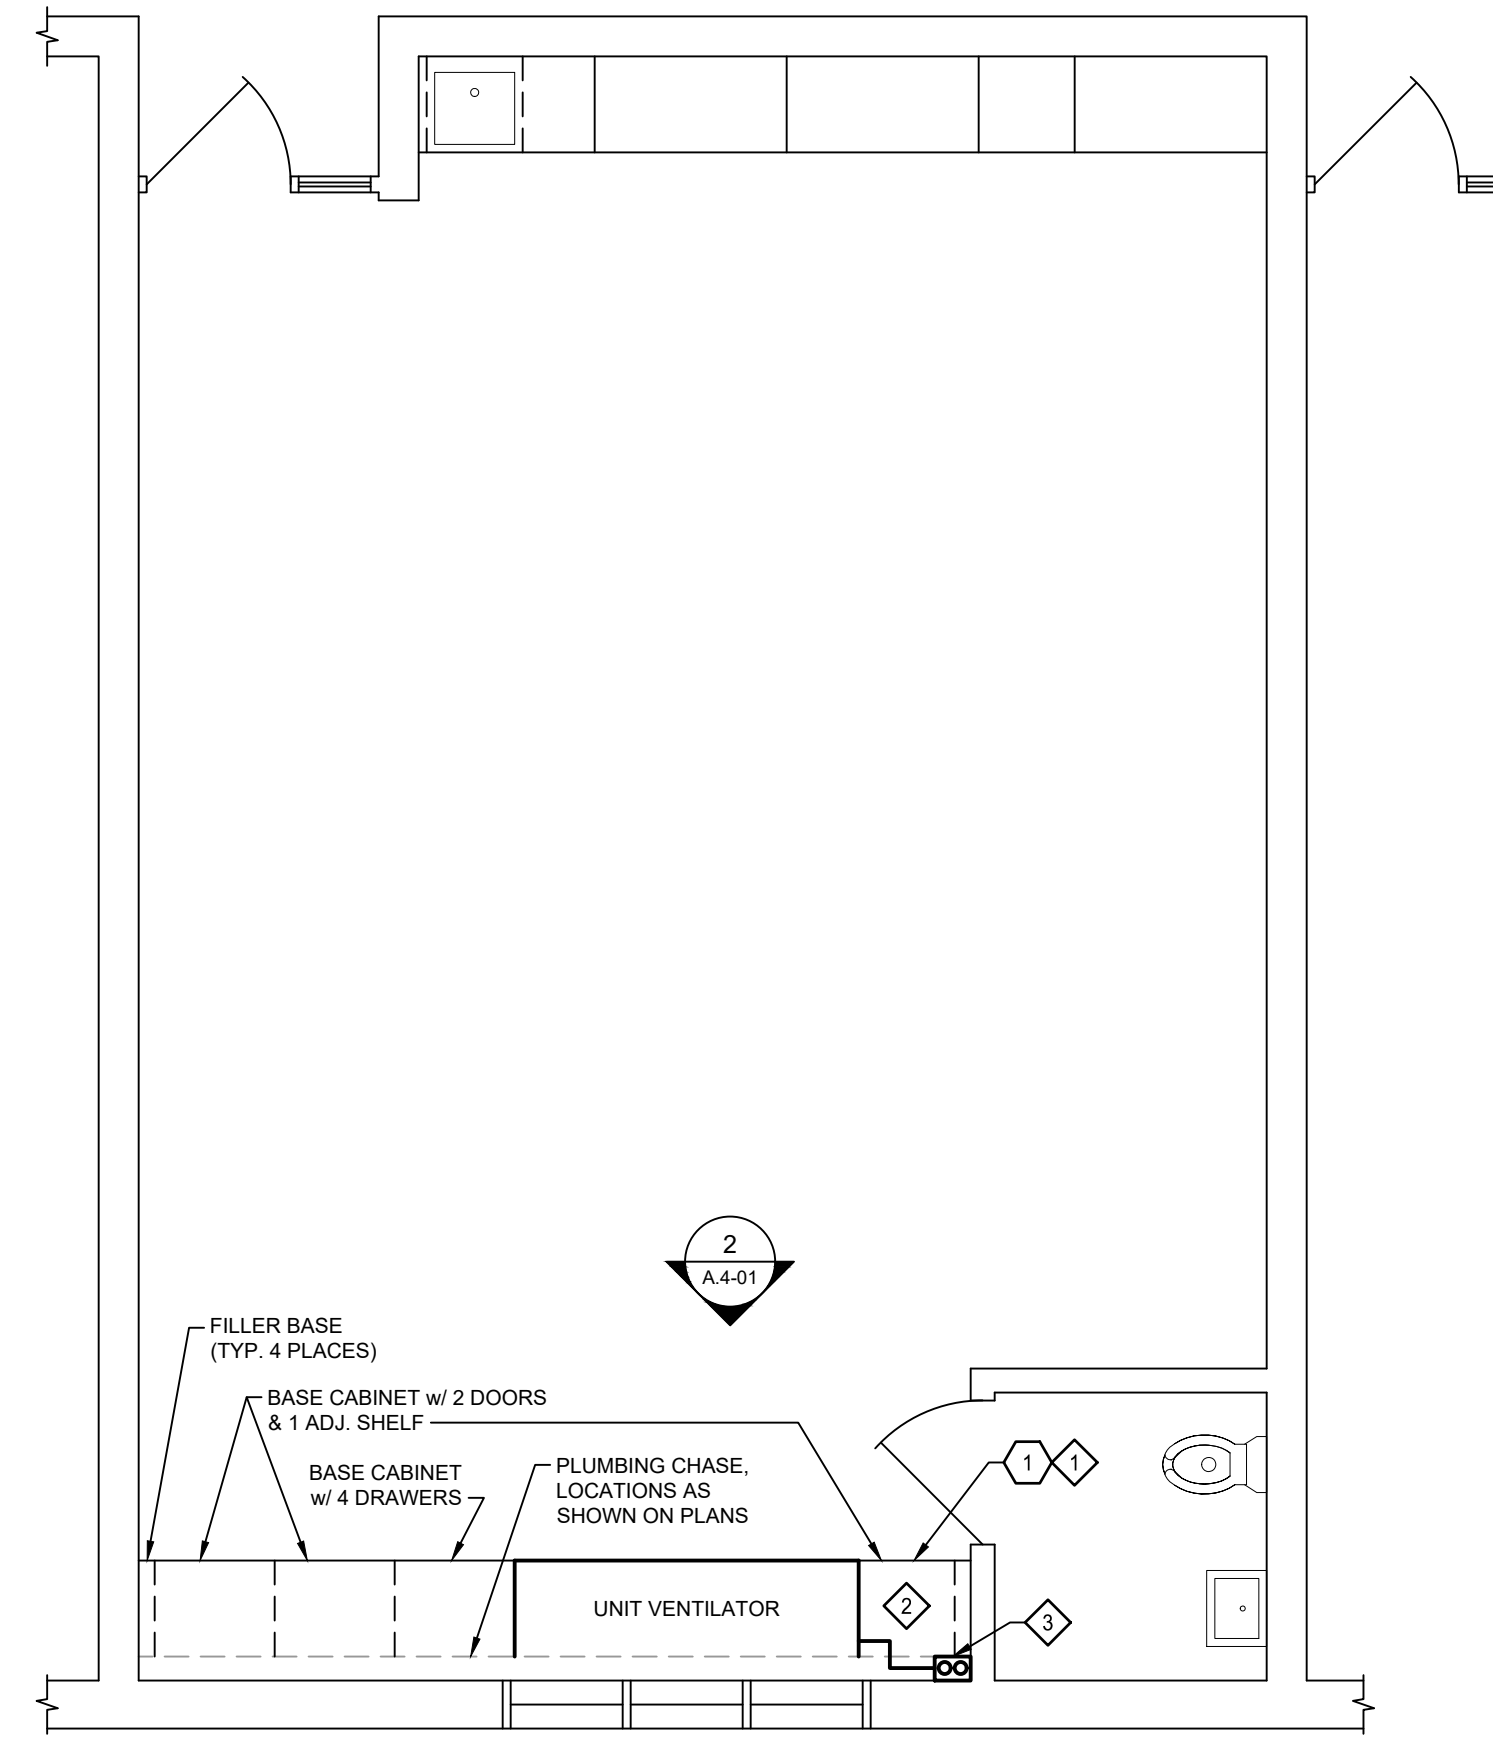 2
A.4-01
FILLER BASE
(TYP. 4 PLACES)
BASE CABINET w/ 2 DOORS
& 1 ADJ. SHELF
BASE CABINET
w/ 4 DRAWERS
PLUMBING CHASE,
LOCATIONS AS
SHOWN ON PLANS
1 1
UNIT VENTILATOR
2
3